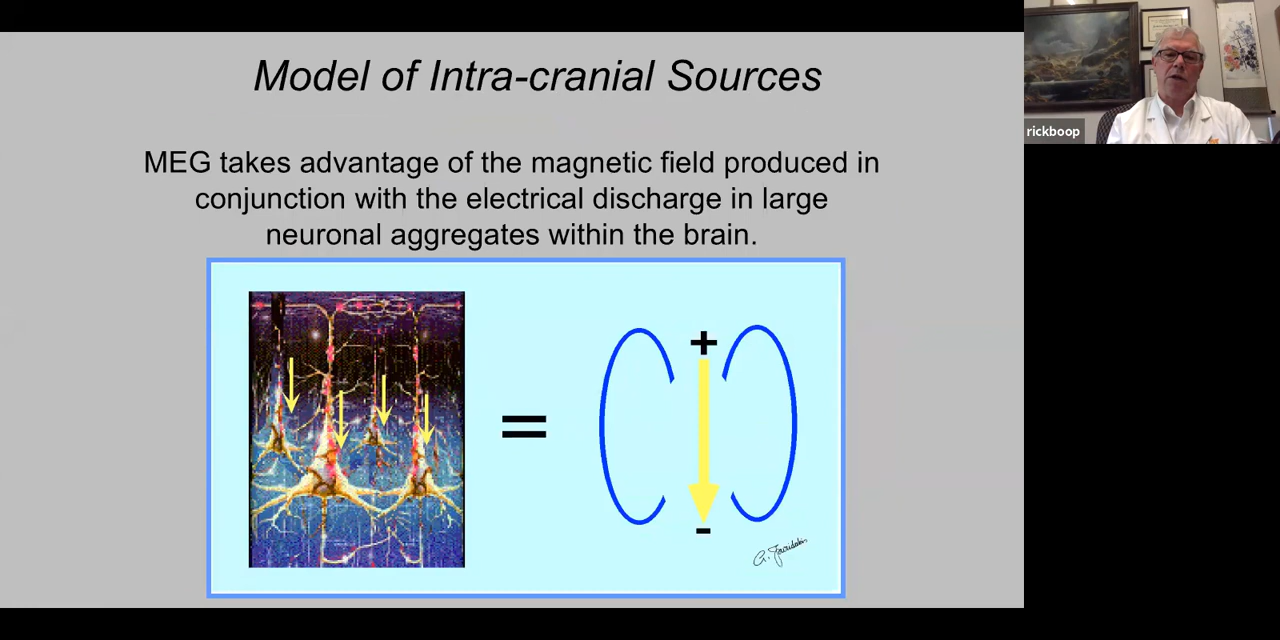 Model of Intra-cranial Sources
MEG takes advantage of the magnetic field produced in
conjunction with the electrical discharge in large
neuronal aggregates within the brain.
+
=
-
rickboop